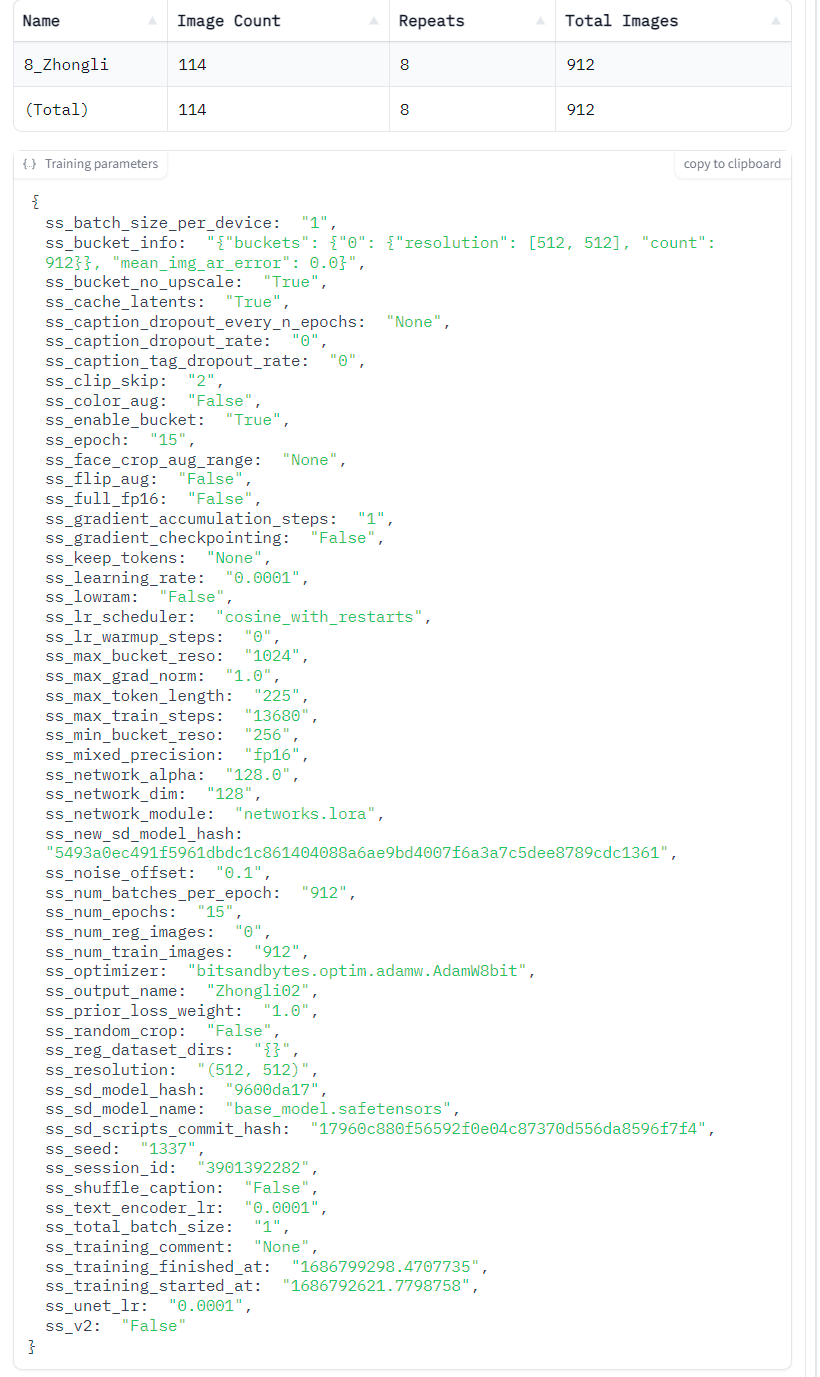 Name Image Count Repeats Total Images
8_Zhongli 114 8 912
(Total) 114 8 912
{..} Training parameters copy to clipboard
{
ss_batch_size_per_device: "1",
ss_bucket_info: "{"buckets": {"0": {"resolution": [512, 512], "count":
912}}, "mean_img_ar_error": 0.0}",
ss_bucket_no_upscale: "True",
ss_cache_latents: "True",
ss_caption_dropout_every_n_epochs: "None",
ss_caption_dropout_rate: "0",
ss_caption_tag_dropout_rate: "0",
ss_clip_skip: "2",
ss_color_aug: "False",
ss_enable_bucket: "True",
ss_epoch: "15",
ss_face_crop_aug_range: "None",
ss_flip_aug: "False",
ss_full_fp16: "False",
ss_gradient_accumulation_steps: "1",
ss_gradient_checkpointing: "False",
ss_keep_tokens: "None",
ss_learning_rate: "0.0001",
ss_lowram: "False",
ss_lr_scheduler: "cosine_with_restarts",
ss_lr_warmup_steps: "0",
ss_max_bucket_reso: "1024",
ss_max_grad_norm: "1.0",
ss_max_token_length: "225",
ss_max_train_steps: "13680",
ss_min_bucket_reso: "256",
ss_mixed_precision: "fp16",
ss_network_alpha: "128.0",
ss_network_dim: "128",
ss_network_module: "networks.lora",
ss_new_sd_model_hash:
"5493a0ec491f5961dbdc1c861404088a6ae9bd4007f6a3a7c5dee8789cdc1361",
ss_noise_offset: "0.1",
ss_num_batches_per_epoch: "912",
ss_num_epochs: "15",
ss_num_reg_images: "0",
ss_num_train_images: "912",
ss_optimizer: "bitsandbytes.optim.adamw.AdamW8bit",
ss_output_name: "Zhongli02",
ss_prior_loss_weight: "1.0",
ss_random_crop: "False",
ss_reg_dataset_dirs: "{}",
ss_resolution: "(512, 512)",
ss_sd_model_hash: "9600da17",
ss_sd_model_name: "base_model.safetensors",
ss_sd_scripts_commit_hash: "17960c880f56592f0e04c87370d556da8596f7f4",
ss_seed: "1337",
ss_session_id: "3901392282",
ss_shuffle_caption: "False",
ss_text_encoder_lr: "0.0001",
ss_total_batch_size: "1",
ss_training_comment: "None",
ss_training_finished_at: "1686799298.4707735",
ss_training_started_at: "1686792621.7798758",
ss_unet_lr: "0.0001",
ss_v2: "False"
}